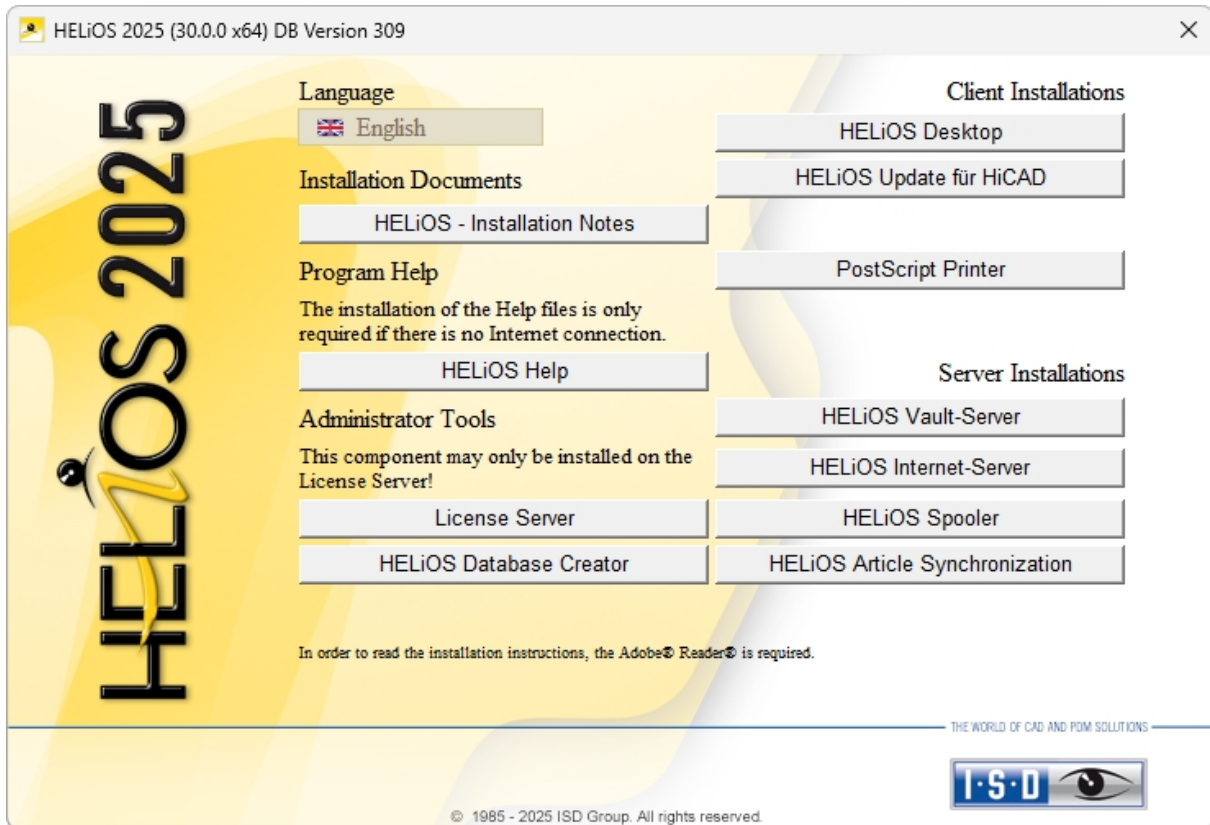 HELiOS 2025 (30.0.0 x64) DB Version 309
HELiOS 2025
Language
English
Installation Documents
HELiOS - Installation Notes
Program Help
The installation of the Help files is only
required if there is no Internet connection.
HELiOS Help
Administrator Tools
This component may only be installed on the
License Server!
License Server
HELiOS Database Creator
Client Installations
HELiOS Desktop
HELiOS Update für HiCAD
PostScript Printer
Server Installations
HELiOS Vault-Server
HELiOS Internet-Server
HELiOS Spooler
HELiOS Article Synchronization
In order to read the installation instructions, the Adobe® Reader® is required.
THE WORLD OF CAD AND PDM SOLUTIONS
I·S·D
© 1985 - 2025 ISD Group. All rights reserved.